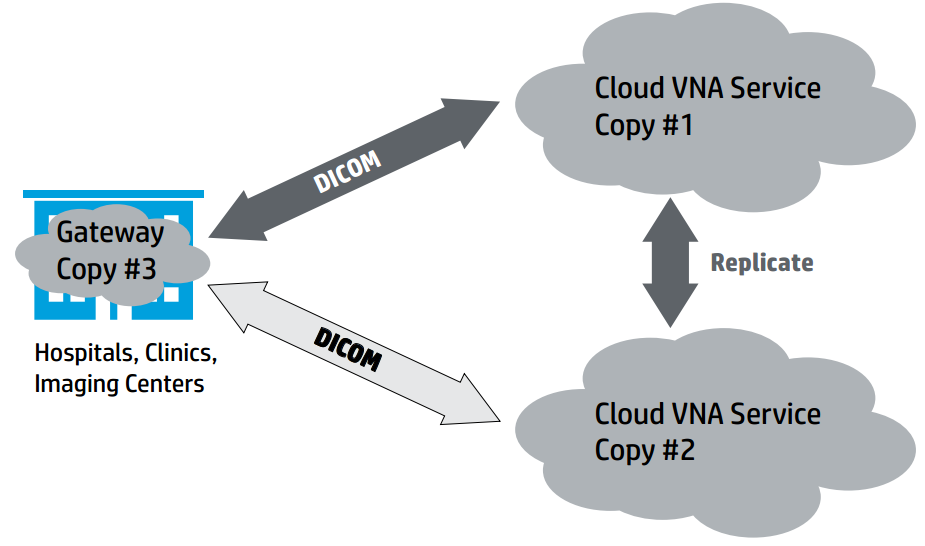 Cloud VNA Service
Copy #1
DICOM
Gateway
Copy #3
Replicate
DICOM
Hospitals, Clinics,
Imaging Centers
Cloud VNA Service
Copy #2